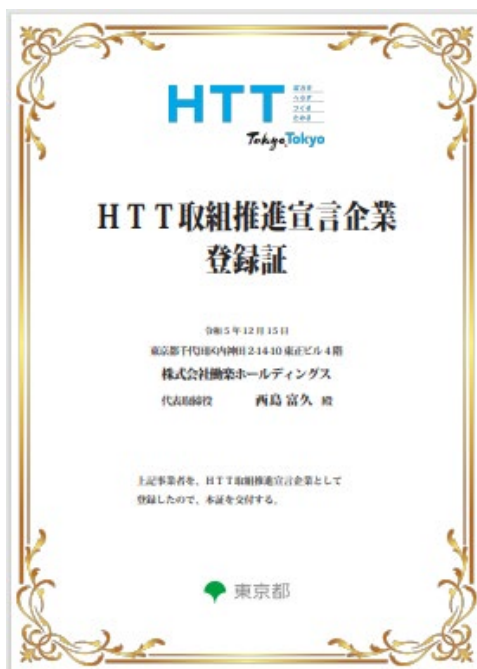 HTT
Tokyo Tokyo
HTT取組推進宣言企業
登録証
令和5年12月15日
東京都千代田区内神田2-14-10 東正ビル4階
株式会社働楽ホールディングス
代表取締役 西島 富久 殿
上記事業者を、HTT取組推進宣言企業として
登録したので、本証を交付する。
東京都